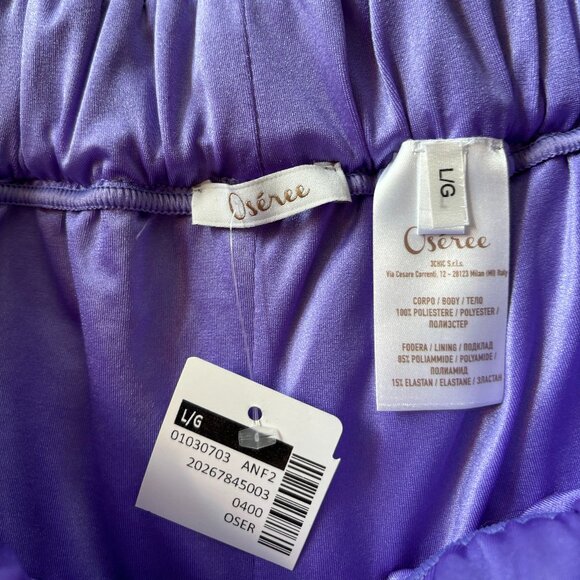 Oséree
L/G
Oséree
3CHIC S.r.l.s.
Via Cesare Correnti, 12 - 20123 Milan (MI) Italy
CORPO / BODY / ТЕЛО
100% POLIESTERE / POLYESTER /
ПОЛИЭСТЕР
FODERA / LINING / ПОДКЛАД
85% POLIAMMIDE / POLYAMIDE /
ПОЛИАМИД
15% ELASTAN / ELASTANE / ЭЛАСТАН
L/G
01030703 ANF2
20267845003
0400
OSER